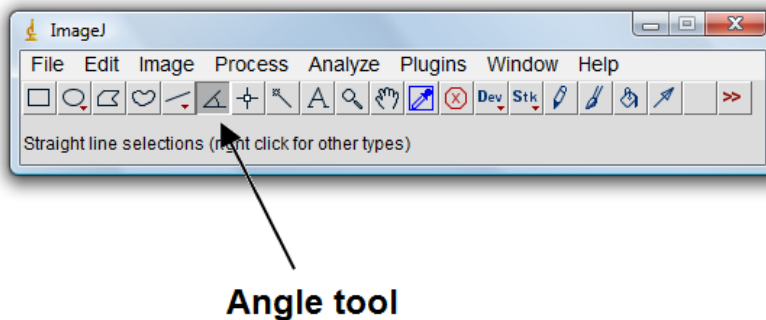 ImageJ
File Edit Image Process Analyze Plugins Window Help
A Dev Stk >>
Straight line selections (right click for other types)
Angle tool